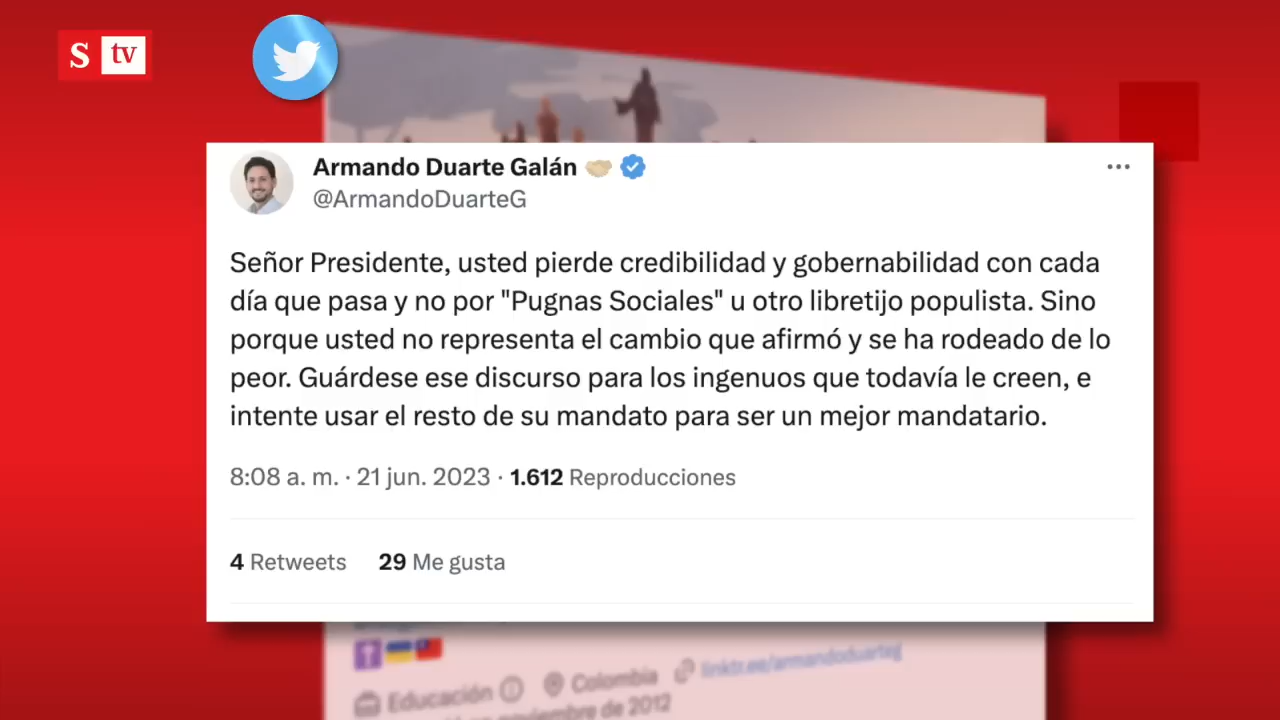 S tv
Armando Duarte Galán
@ArmandoDuarteG
Señor Presidente, usted pierde credibilidad y gobernabilidad con cada
día que pasa y no por "Pugnas Sociales" u otro libretijo populista. Sino
porque usted no representa el cambio que afirmó y se ha rodeado de lo
peor. Guárdese ese discurso para los ingenuos que todavía le creen, e
intente usar el resto de su mandato para ser un mejor mandatario.
8:08 a. m. · 21 jun. 2023 · 1.612 Reproducciones
4 Retweets 29 Me gusta
Educación Colombia linktr.ee/armandoduarteg
noviembre de 2012